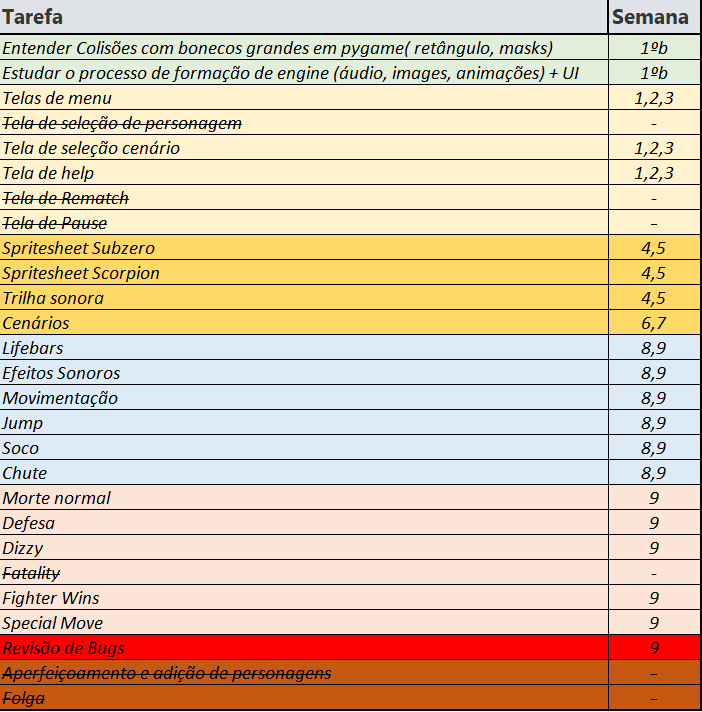 Tarefa Semana
Entender Colisões com bonecos grandes em pygame( retângulo, masks) 1ºb
Estudar o processo de formação de engine (áudio, images, animações) + UI 1ºb
Telas de menu 1,2,3
Tela de seleção de personagem -
Tela de seleção cenário 1,2,3
Tela de help 1,2,3
Tela de Rematch -
Tela de Pause -
Spritesheet Subzero 4,5
Spritesheet Scorpion 4,5
Trilha sonora 4,5
Cenários 6,7
Lifebars 8,9
Efeitos Sonoros 8,9
Movimentação 8,9
Jump 8,9
Soco 8,9
Chute 8,9
Morte normal 9
Defesa 9
Dizzy 9
Fatality -
Fighter Wins 9
Special Move 9
Revisão de Bugs 9
Aperfeiçoamento e adição de personagens -
Folga -